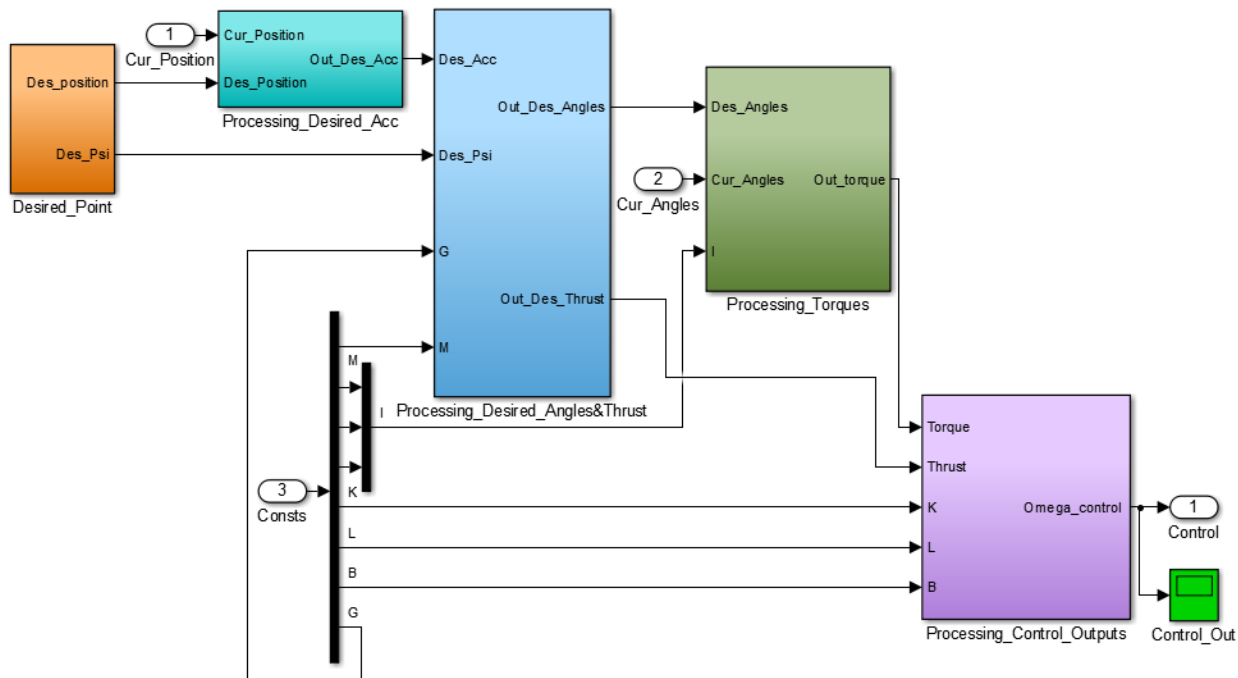 1
Cur_Position
Des_position
Des_Psi
Desired_Point
Cur_Position
Out_Des_Acc
Des_Position
Processing_Desired_Acc
Des_Acc
Out_Des_Angles
Des_Psi
G
Out_Des_Thrust
M
Processing_Desired_Angles&Thrust
Des_Angles
2
Cur_Angles
Cur_Angles
Out_torque
I
Processing_Torques
M
I
3
Consts
K
L
B
G
Torque
Thrust
K
Omega_control
L
B
Processing_Control_Outputs
1
Control
Control_Out